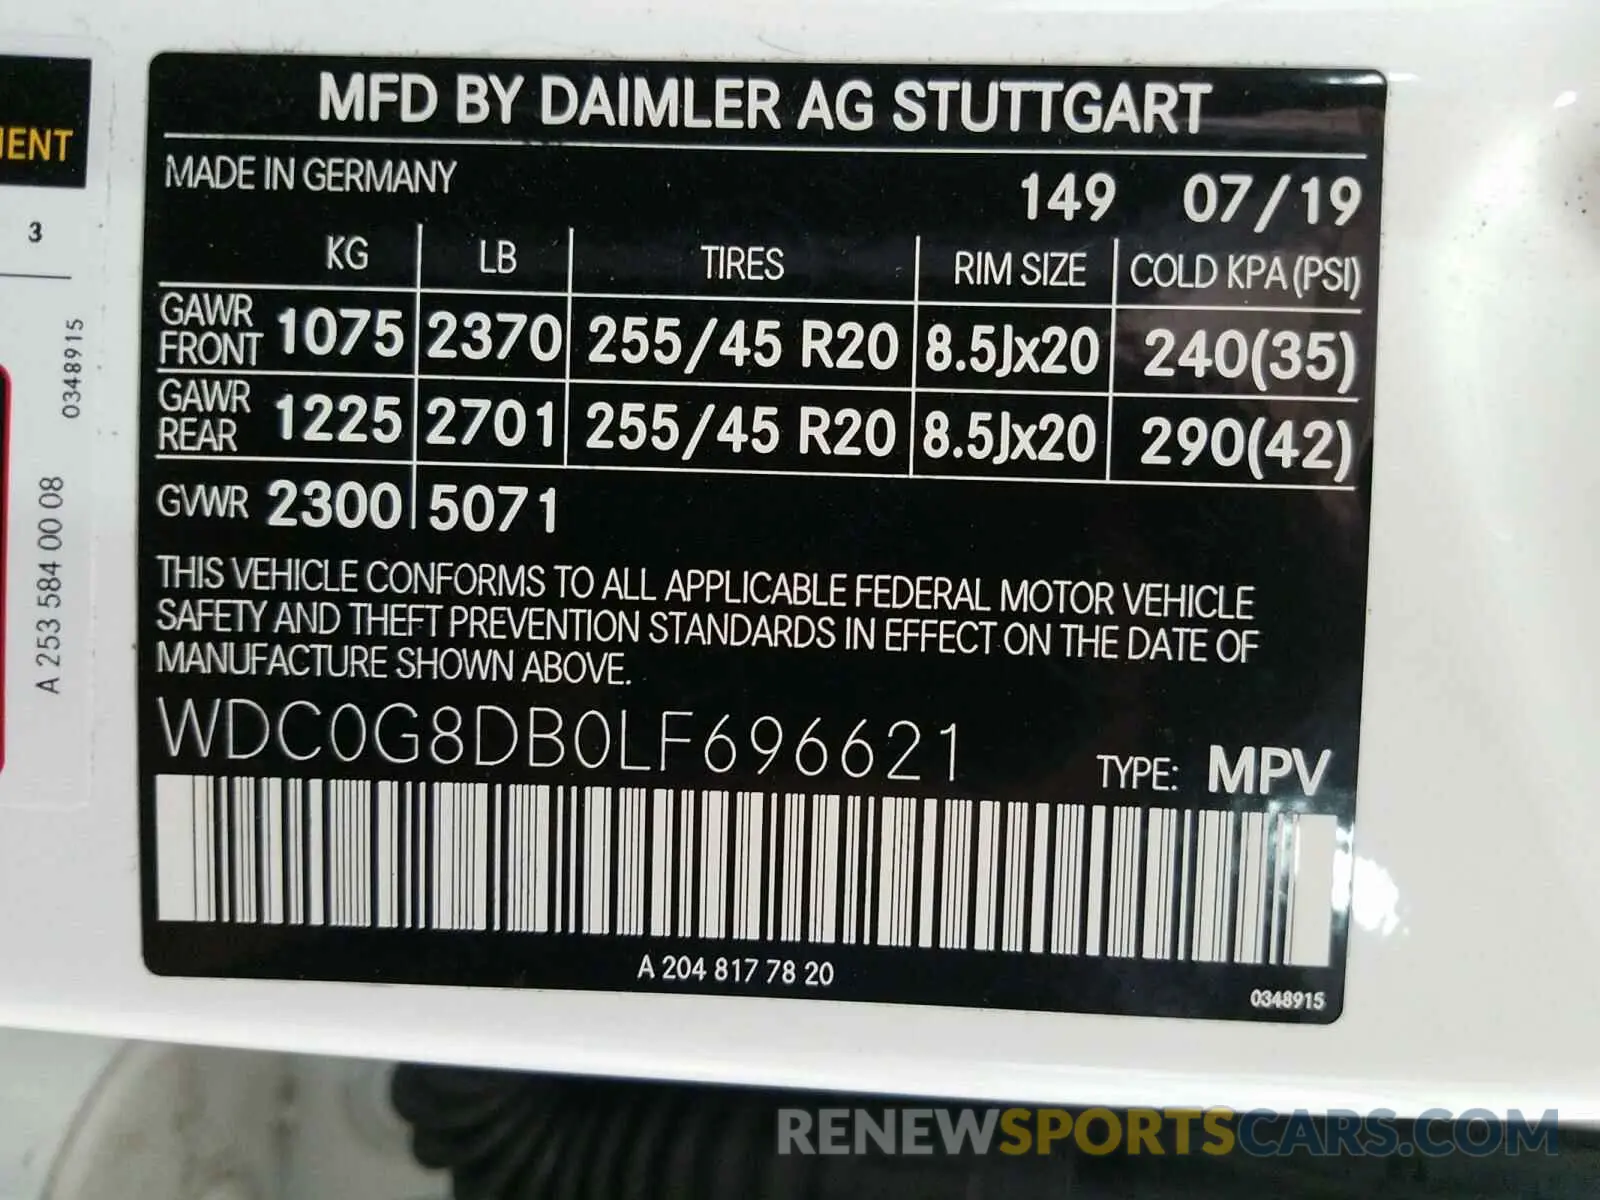 MFD BY DAIMLER AG STUTTGART
MADE IN GERMANY 149 07/19
KG LB TIRES RIM SIZE COLD KPA(PSI)
GAWR FRONT 1075 2370 255/45 R20 8.5Jx20 240(35)
GAWR REAR 1225 2701 255/45 R20 8.5Jx20 290(42)
GVWR 2300 5071
THIS VEHICLE CONFORMS TO ALL APPLICABLE FEDERAL MOTOR VEHICLE
SAFETY AND THEFT PREVENTION STANDARDS IN EFFECT ON THE DATE OF
MANUFACTURE SHOWN ABOVE.
WDC0G8DB0LF696621 TYPE: MPV
A 204 817 78 20
0348915
3
0348915
A 253 584 00 08
RENEWSPORTSCARS.COM